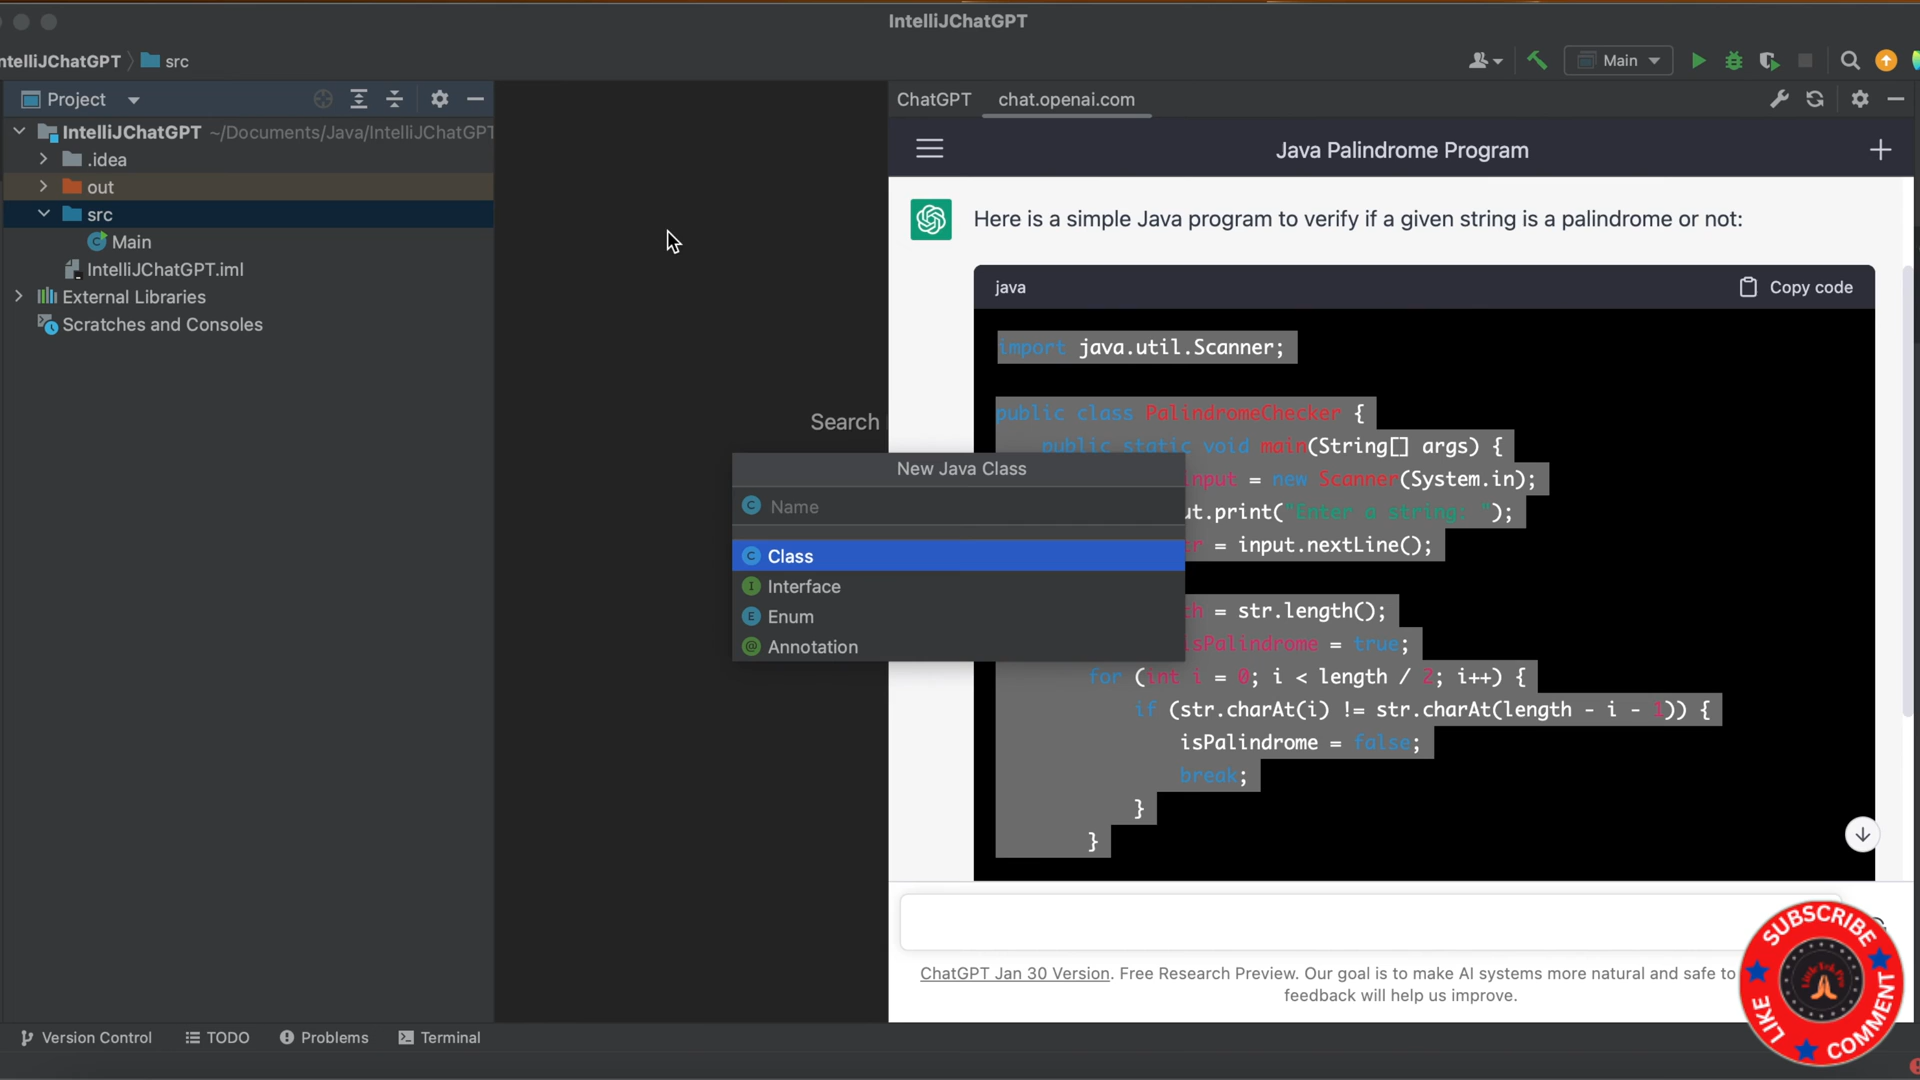 IntelliJChatGPT
ntelliJChatGPT
src
Main
Project
IntelliJChatGPT ~/Documents/Java/IntelliJChatGPT
.idea
out
src
Main
IntelliJChatGPT.iml
External Libraries
Scratches and Consoles
Search
New Java Class
Name
Class
Interface
Enum
Annotation
ChatGPT chat.openai.com
Java Palindrome Program
Here is a simple Java program to verify if a given string is a palindrome or not:
java
Copy code
import java.util.Scanner;
public class PalindromeChecker {
public static void main(String[] args) {
input = new Scanner(System.in);
ut.print("Enter a string: ");
r = input.nextLine();
h = str.length();
isPalindrome = true;
for (int i = 0; i < length / 2; i++) {
if (str.charAt(i) != str.charAt(length - i - 1)) {
isPalindrome = false;
break;
}
}
ChatGPT Jan 30 Version. Free Research Preview. Our goal is to make AI systems more natural and safe to
feedback will help us improve.
Version Control
TODO
Problems
Terminal
SUBSCRIBE
LIKE
COMMENT